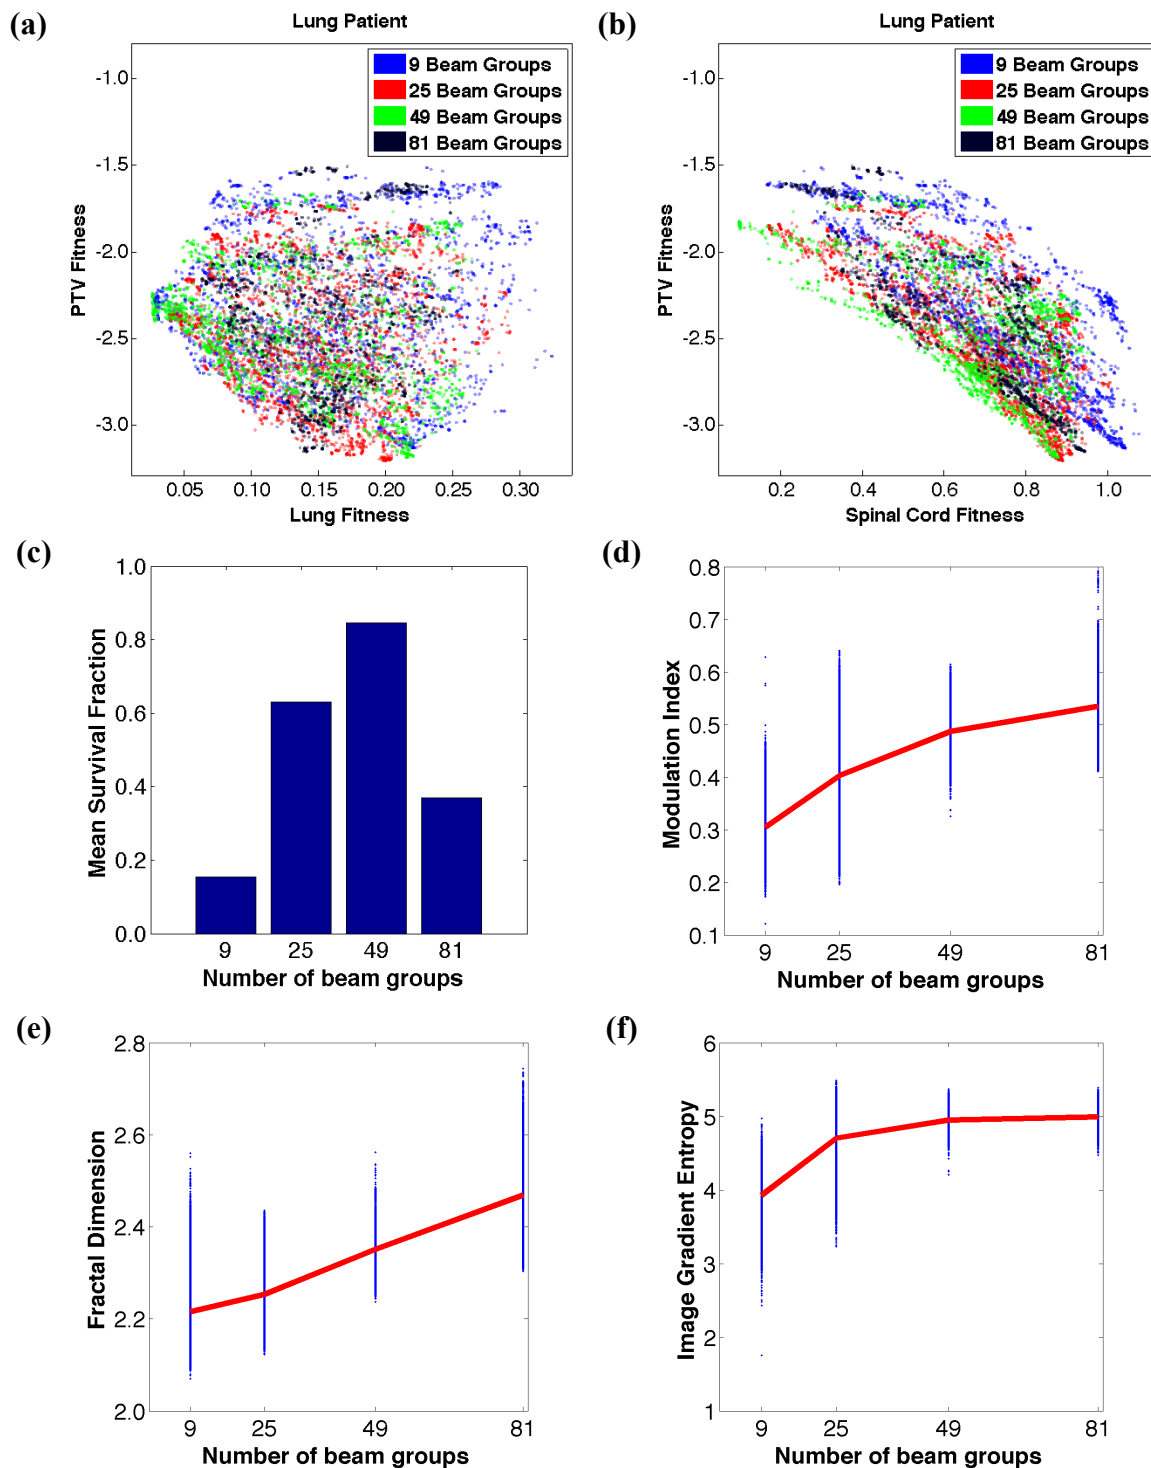 (a)
Lung Patient
9 Beam Groups
25 Beam Groups
49 Beam Groups
81 Beam Groups
-1.0
-1.5
-2.0
-2.5
-3.0
PTV Fitness
0.05 0.10 0.15 0.20 0.25 0.30
Lung Fitness
(b)
Lung Patient
9 Beam Groups
25 Beam Groups
49 Beam Groups
81 Beam Groups
-1.0
-1.5
-2.0
-2.5
-3.0
PTV Fitness
0.2 0.4 0.6 0.8 1.0
Spinal Cord Fitness
(c)
1.0
0.8
0.6
0.4
0.2
0.0
Mean Survival Fraction
9 25 49 81
Number of beam groups
(d)
0.8
0.7
0.6
0.5
0.4
0.3
0.2
0.1
Modulation Index
9 25 49 81
Number of beam groups
(e)
2.8
2.6
2.4
2.2
2.0
Fractal Dimension
9 25 49 81
Number of beam groups
(f)
6
5
4
3
2
1
Image Gradient Entropy
9 25 49 81
Number of beam groups